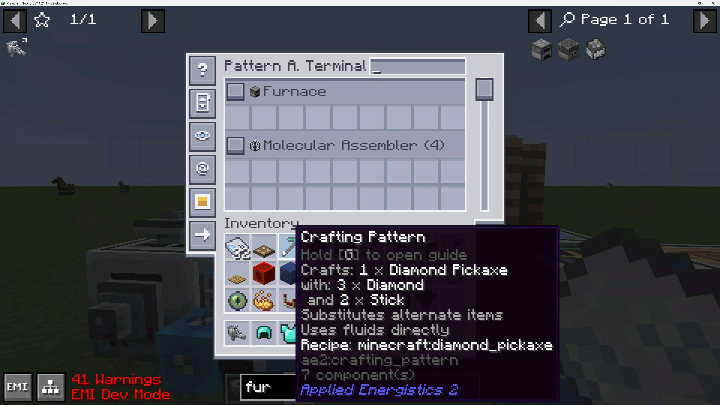 1/1
Page 1 of 1
Pattern A. Terminal
Furnace
Molecular Assembler (4)
Inventory
32
Crafting Pattern
Hold [G] to open guide
Crafts: 1 x Diamond Pickaxe
with: 3 x Diamond
and 2 x Stick
Substitutes alternate items
Uses fluids directly
Recipe: minecraft:diamond_pickaxe
ae2:crafting_pattern
7 component(s)
Applied Energistics 2
EMI
41 Warnings
EMI Dev Mode
fur